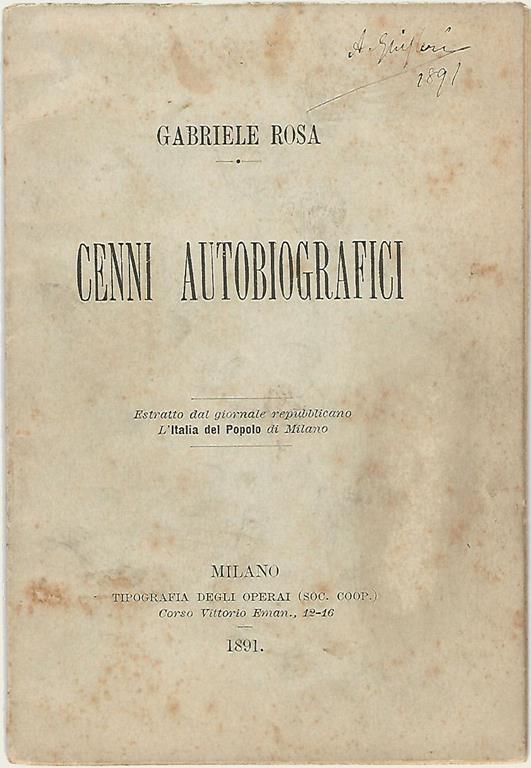 1891
GABRIELE ROSA
CENNI AUTOBIOGRAFICI
Estratto dal giornale repubblicano
L'Italia del Popolo di Milano
MILANO
TIPOGRAFIA DEGLI OPERAI (SOC. COOP.)
Corso Vittorio Eman., 12-16
1891.